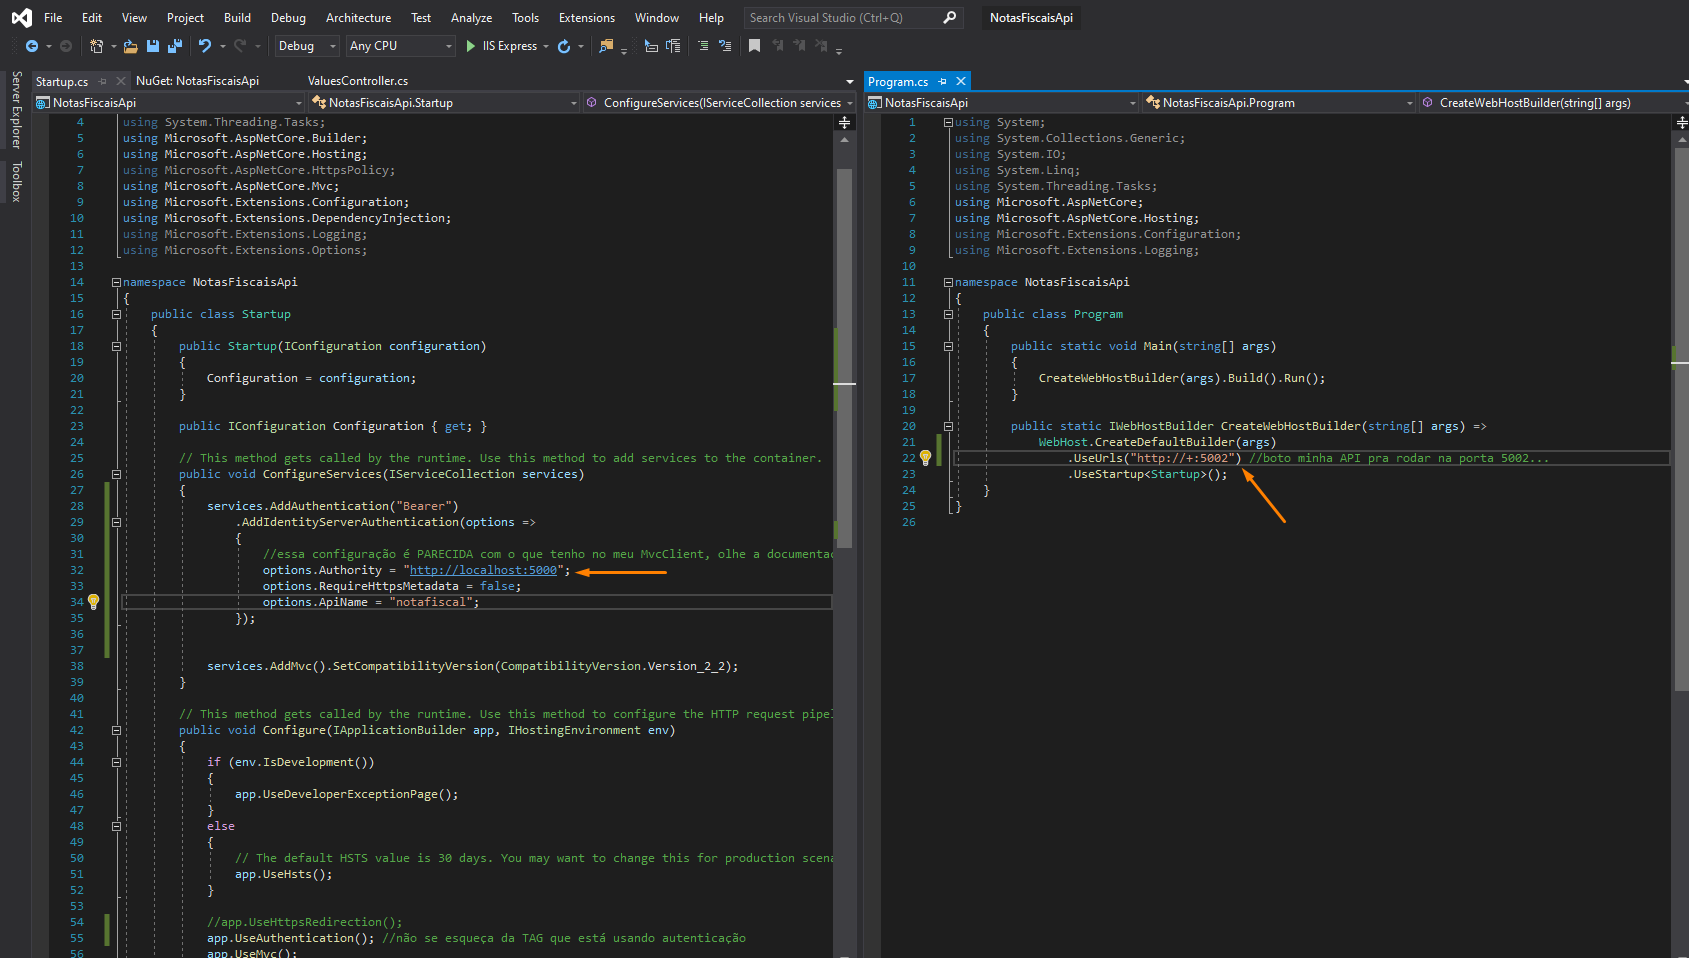 File Edit View Project Build Debug Architecture Test Analyze Tools Extensions Window Help Search Visual Studio (Ctrl+Q) NotasFiscaisApi
Debug Any CPU IIS Express
Server Explorer
Toolbox
Startup.cs NuGet: NotasFiscaisApi ValuesController.cs
NotasFiscaisApi NotasFiscaisApi.Startup ConfigureServices(IServiceCollection services
4 using System.Threading.Tasks;
5 using Microsoft.AspNetCore.Builder;
6 using Microsoft.AspNetCore.Hosting;
7 using Microsoft.AspNetCore.HttpsPolicy;
8 using Microsoft.AspNetCore.Mvc;
9 using Microsoft.Extensions.Configuration;
10 using Microsoft.Extensions.DependencyInjection;
11 using Microsoft.Extensions.Logging;
12 using Microsoft.Extensions.Options;
13
14 namespace NotasFiscaisApi
15 {
16 public class Startup
17 {
18 public Startup(IConfiguration configuration)
19 {
20 Configuration = configuration;
21 }
22
23 public IConfiguration Configuration { get; }
24
25 // This method gets called by the runtime. Use this method to add services to the container.
26 public void ConfigureServices(IServiceCollection services)
27 {
28 services.AddAuthentication("Bearer")
29 .AddIdentityServerAuthentication(options =>
30 {
31 //essa configuração é PARECIDA com o que tenho no meu MvcClient, olhe a documentac
32 options.Authority = "http://localhost:5000";
33 options.RequireHttpsMetadata = false;
34 options.ApiName = "notafiscal";
35 });
36
37
38 services.AddMvc().SetCompatibilityVersion(CompatibilityVersion.Version_2_2);
39 }
40
41 // This method gets called by the runtime. Use this method to configure the HTTP request pipel
42 public void Configure(IApplicationBuilder app, IHostingEnvironment env)
43 {
44 if (env.IsDevelopment())
45 {
46 app.UseDeveloperExceptionPage();
47 }
48 else
49 {
50 // The default HSTS value is 30 days. You may want to change this for production scena
51 app.UseHsts();
52 }
53
54 //app.UseHttpsRedirection();
55 app.UseAuthentication(); //não se esqueça da TAG que está usando autenticação
56 app.UseMvc();
Program.cs
NotasFiscaisApi NotasFiscaisApi.Program CreateWebHostBuilder(string[] args)
1 using System;
2 using System.Collections.Generic;
3 using System.IO;
4 using System.Linq;
5 using System.Threading.Tasks;
6 using Microsoft.AspNetCore;
7 using Microsoft.AspNetCore.Hosting;
8 using Microsoft.Extensions.Configuration;
9 using Microsoft.Extensions.Logging;
10
11 namespace NotasFiscaisApi
12 {
13 public class Program
14 {
15 public static void Main(string[] args)
16 {
17 CreateWebHostBuilder(args).Build().Run();
18 }
19
20 public static IWebHostBuilder CreateWebHostBuilder(string[] args) =>
21 WebHost.CreateDefaultBuilder(args)
22 .UseUrls("http://+:5002") //boto minha API pra rodar na porta 5002...
23 .UseStartup<Startup>();
24 }
25 }
26